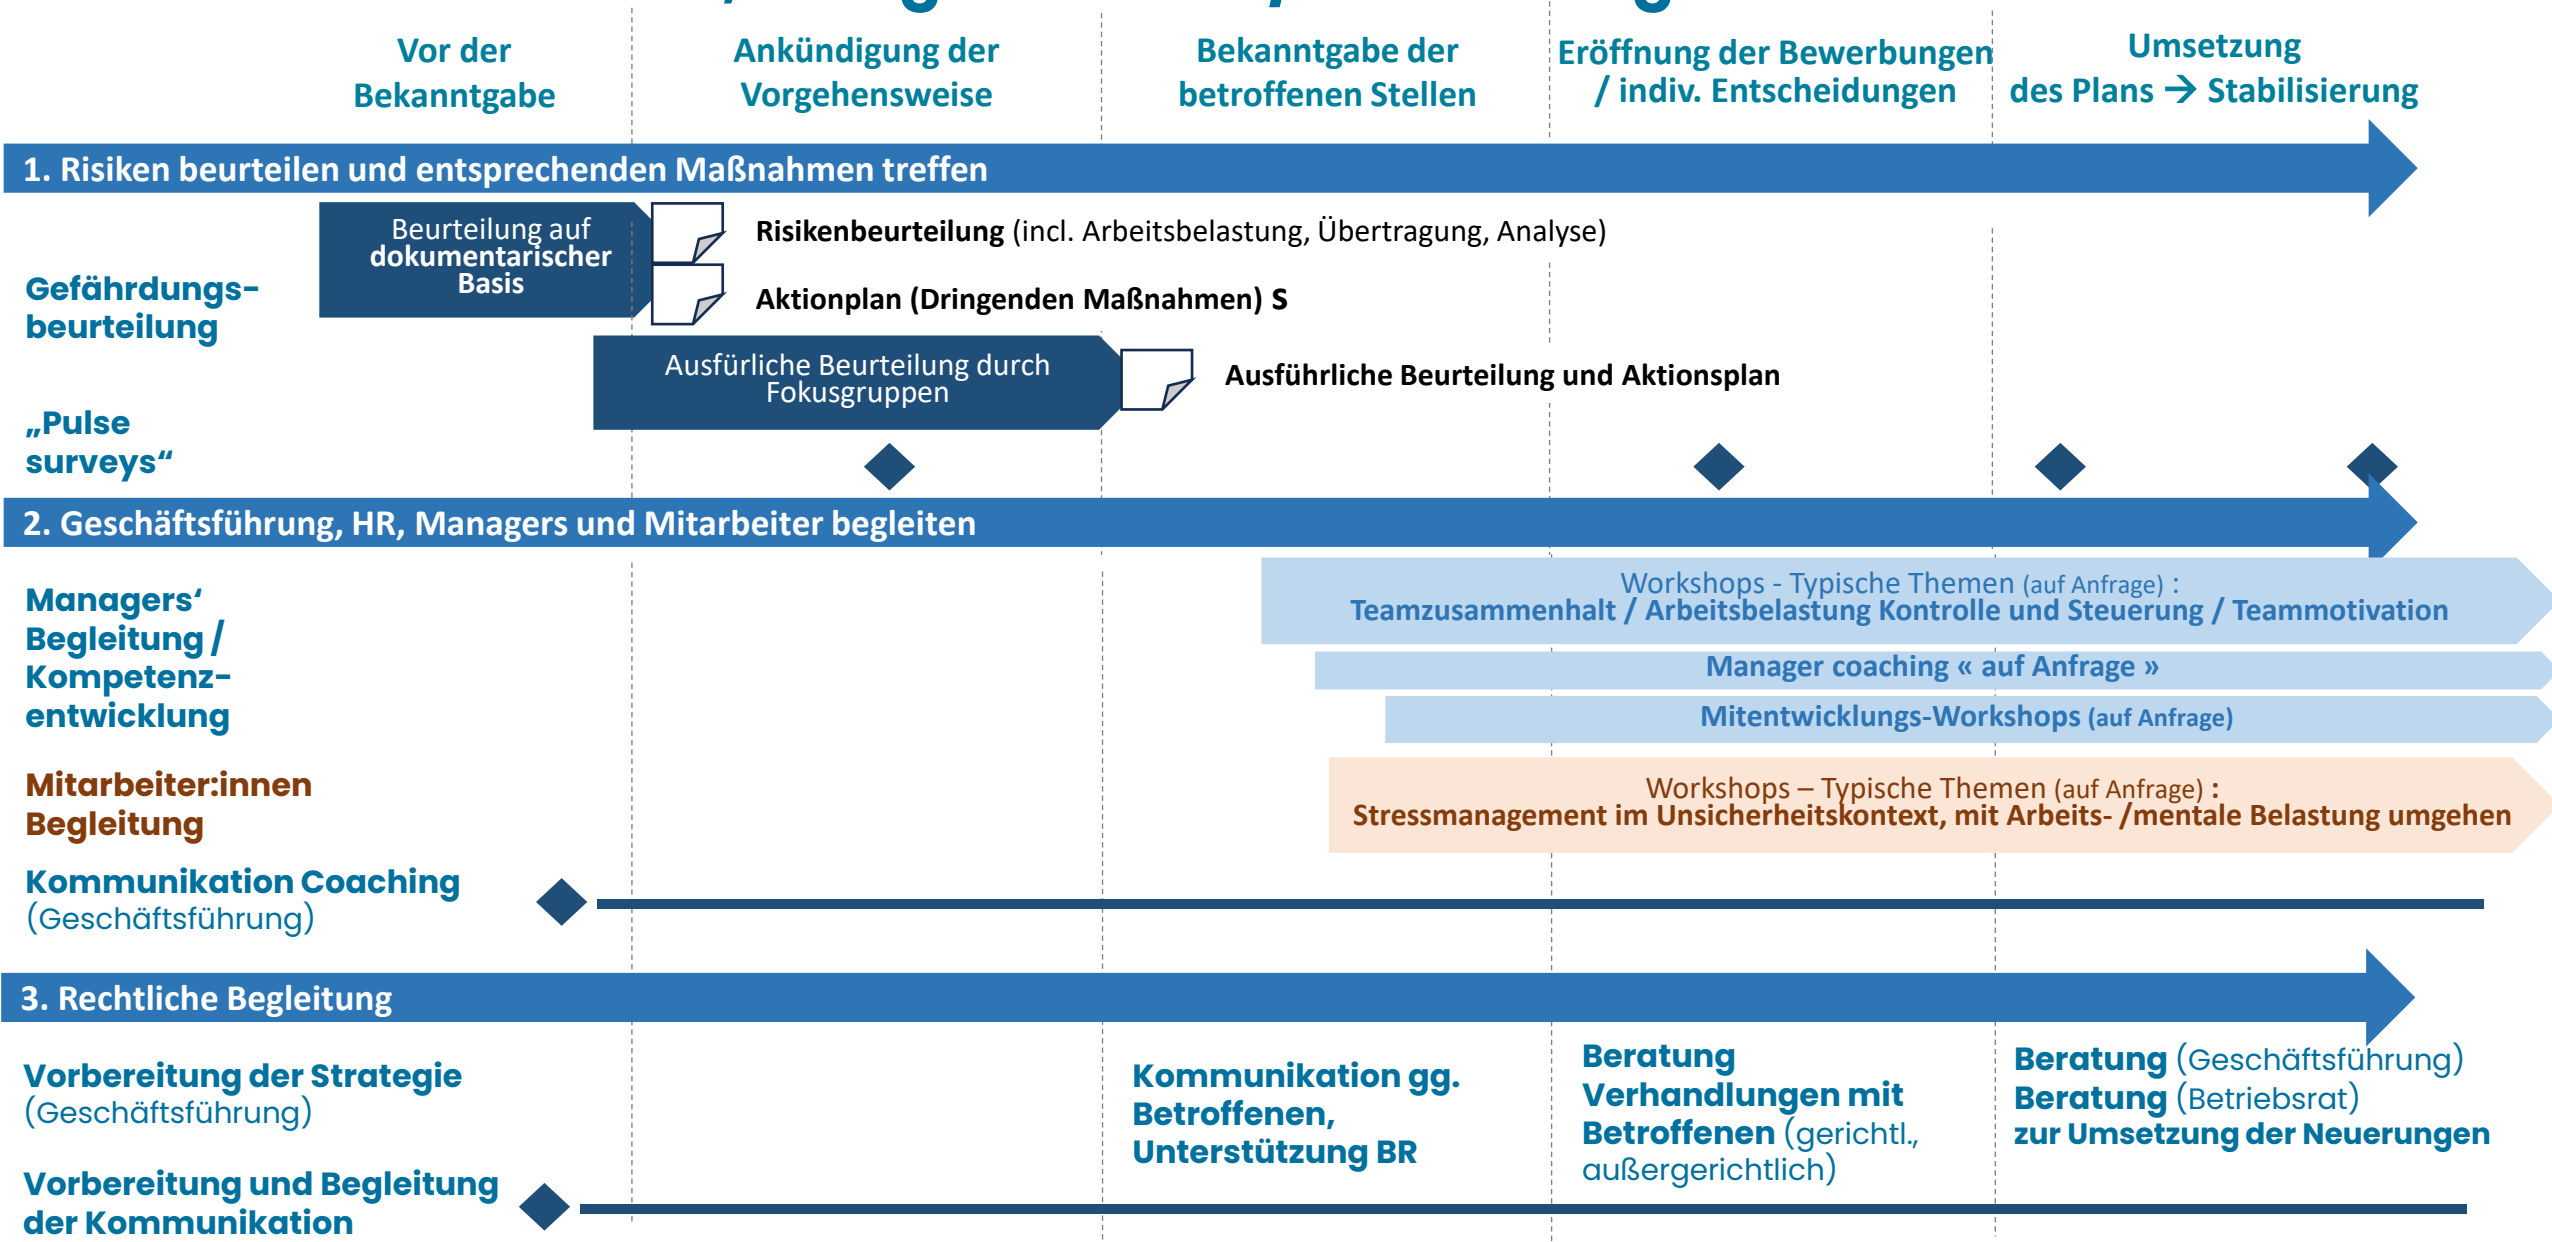 Vor der
Bekanntgabe
Ankündigung der
Vorgehensweise
Bekanntgabe der
betroffenen Stellen
Eröffnung der Bewerbungen
/ indiv. Entscheidungen
Umsetzung
des Plans → Stabilisierung
1. Risiken beurteilen und entsprechenden Maßnahmen treffen
Gefährdungs-
beurteilung
Beurteilung auf
dokumentarischer
Basis
Risikenbeurteilung (incl. Arbeitsbelastung, Übertragung, Analyse)
Aktionplan (Dringenden Maßnahmen) S
Ausfürliche Beurteilung durch
Fokusgruppen
Ausführliche Beurteilung und Aktionsplan
„Pulse
surveys“
2. Geschäftsführung, HR, Managers und Mitarbeiter begleiten
Managers‘
Begleitung /
Kompetenz-
entwicklung
Workshops - Typische Themen (auf Anfrage) :
Teamzusammenhalt / Arbeitsbelastung Kontrolle und Steuerung / Teammotivation
Manager coaching « auf Anfrage »
Mitentwicklungs-Workshops (auf Anfrage)
Mitarbeiter:innen
Begleitung
Workshops – Typische Themen (auf Anfrage) :
Stressmanagement im Unsicherheitskontext, mit Arbeits- /mentale Belastung umgehen
Kommunikation Coaching
(Geschäftsführung)
3. Rechtliche Begleitung
Vorbereitung der Strategie
(Geschäftsführung)
Kommunikation gg.
Betroffenen,
Unterstützung BR
Beratung
Verhandlungen mit
Betroffenen (gerichtl.,
außergerichtlich)
Beratung (Geschäftsführung)
Beratung (Betriebsrat)
zur Umsetzung der Neuerungen
Vorbereitung und Begleitung
der Kommunikation